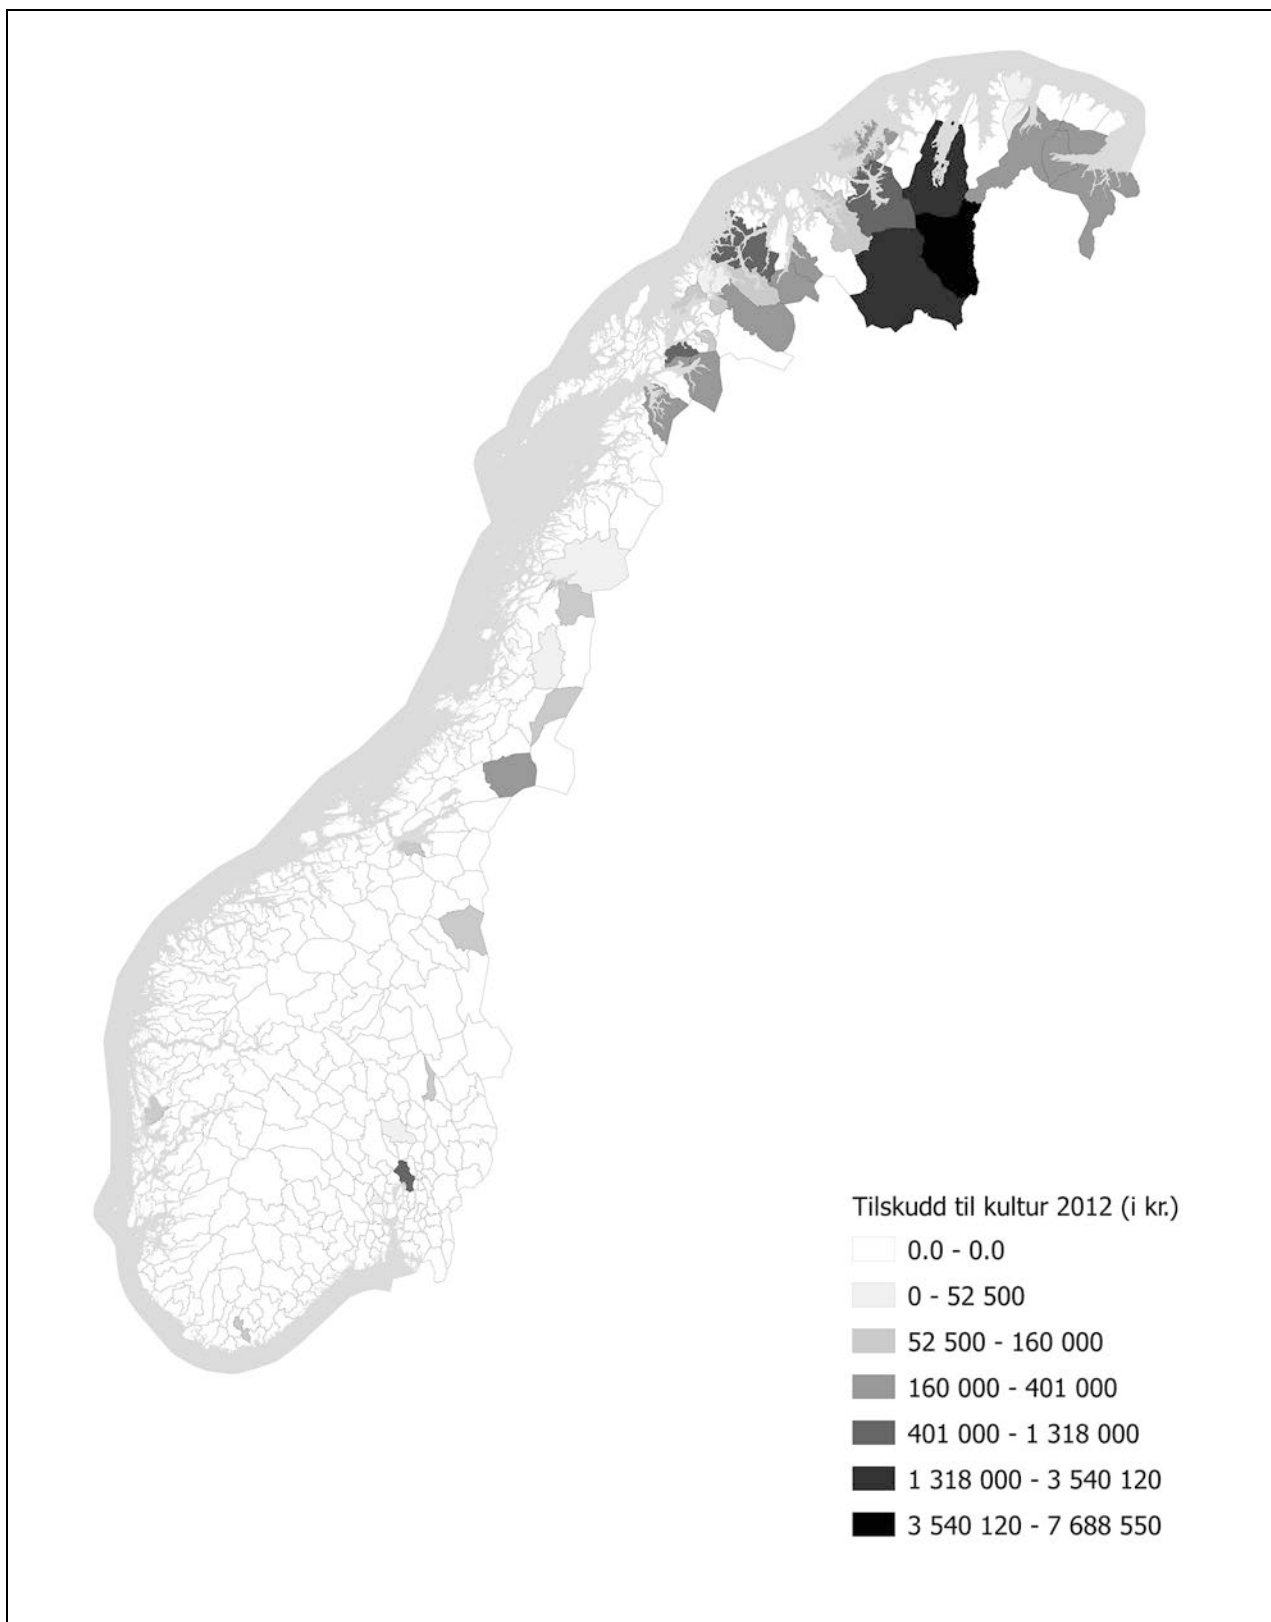 Tilskudd til kultur 2012 (i kr.)
0.0 - 0.0
0 - 52 500
52 500 - 160 000
160 000 - 401 000
401 000 - 1 318 000
1 318 000 - 3 540 120
3 540 120 - 7 688 550